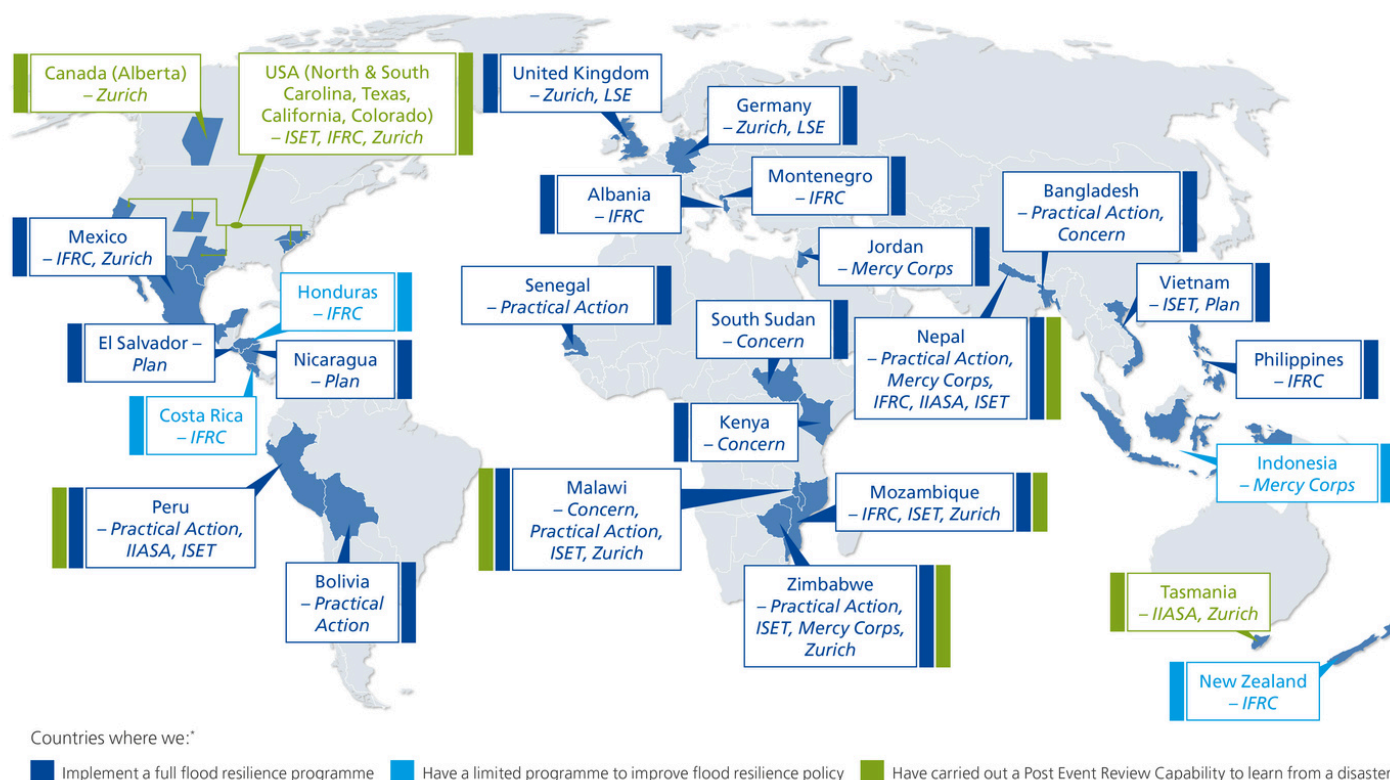 Canada (Alberta)
– Zurich
USA (North & South
Carolina, Texas,
California, Colorado)
– ISET, IFRC, Zurich
United Kingdom
– Zurich, LSE
Germany
– Zurich, LSE
Albania
– IFRC
Montenegro
– IFRC
Bangladesh
– Practical Action,
Concern
Mexico
– IFRC, Zurich
Jordan
– Mercy Corps
Honduras
– IFRC
Senegal
– Practical Action
Vietnam
– ISET, Plan
South Sudan
– Concern
Nepal
– Practical Action,
Mercy Corps,
IFRC, IIASA, ISET
El Salvador –
Plan
Nicaragua
– Plan
Philippines
– IFRC
Costa Rica
– IFRC
Kenya
– Concern
Indonesia
– Mercy Corps
Peru
– Practical Action,
IIASA, ISET
Malawi
– Concern,
Practical Action,
ISET, Zurich
Mozambique
– IFRC, ISET, Zurich
Bolivia
– Practical
Action
Zimbabwe
– Practical Action,
ISET, Mercy Corps,
Zurich
Tasmania
– IIASA, Zurich
New Zealand
– IFRC
Countries where we:*
Implement a full flood resilience programme
Have a limited programme to improve flood resilience policy
Have carried out a Post Event Review Capability to learn from a disaster